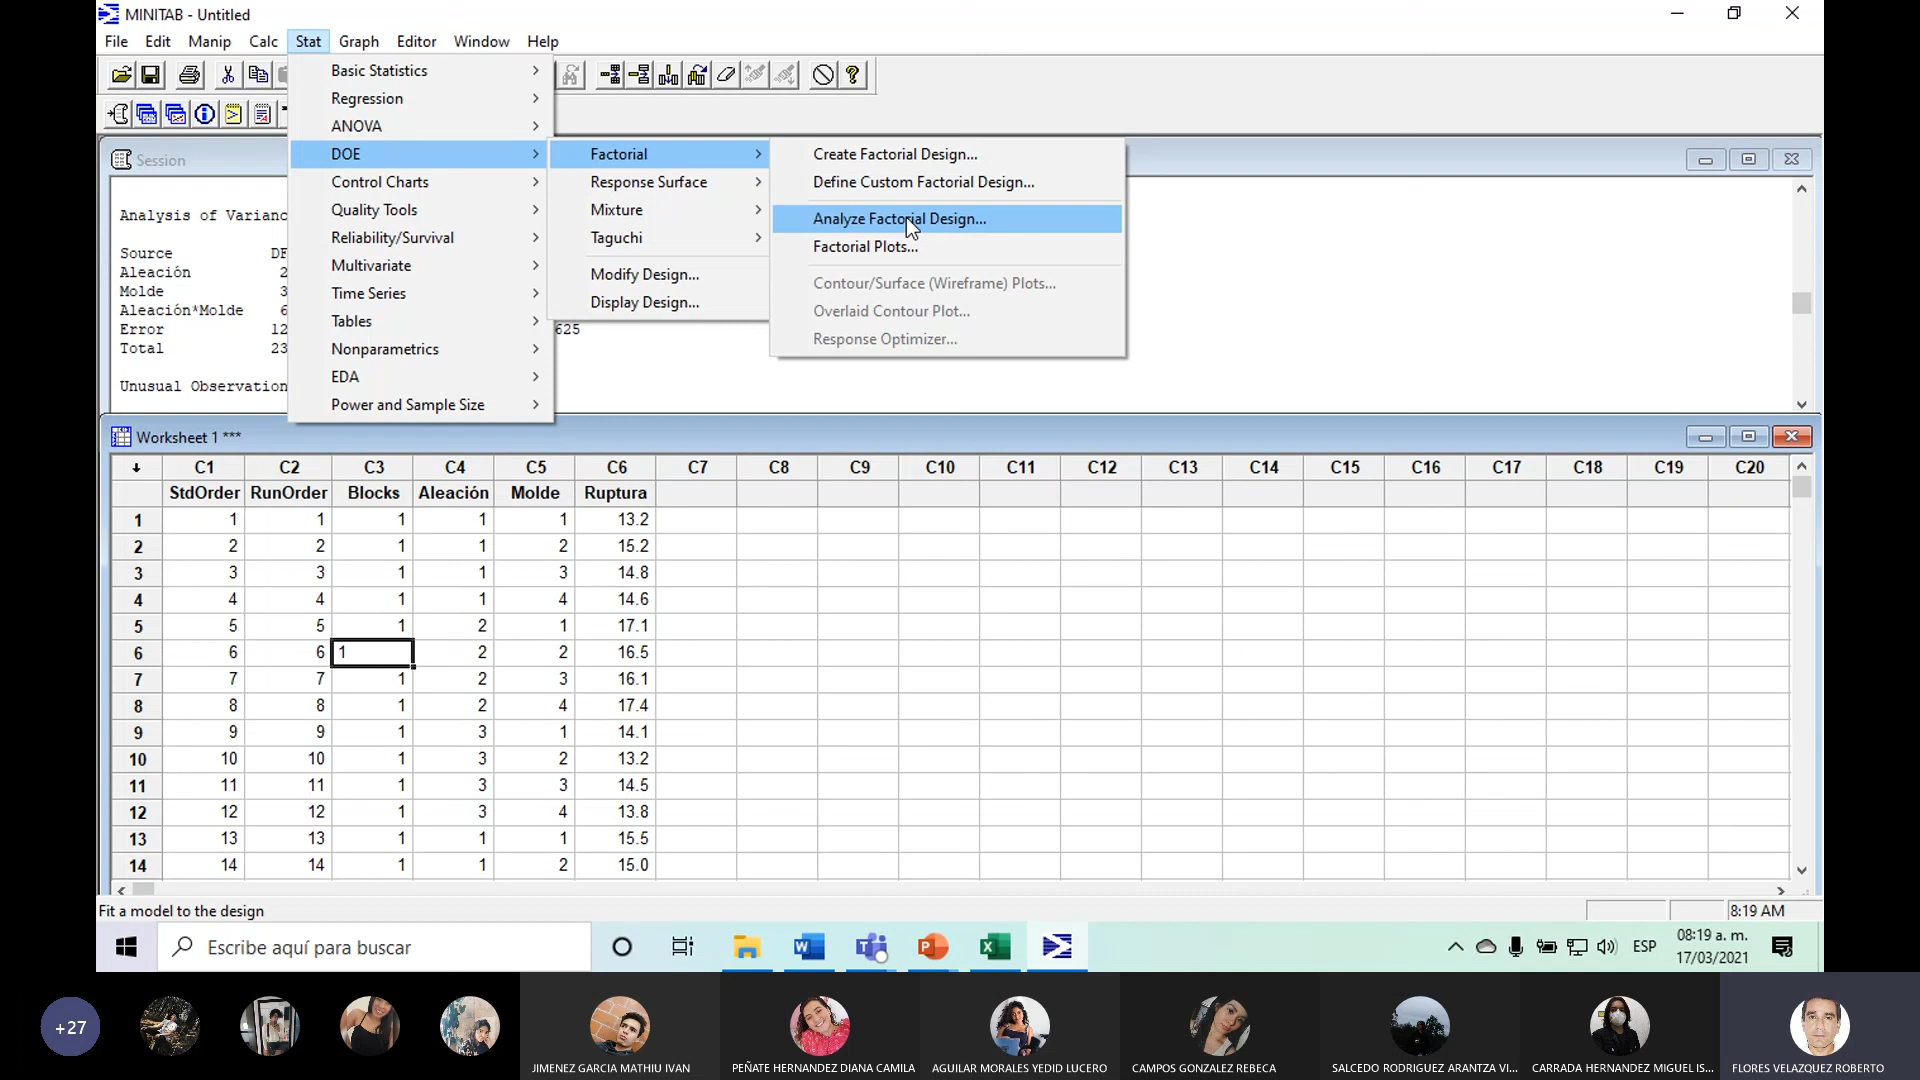 MINITAB - Untitled
File Edit Manip Calc Stat Graph Editor Window Help
Basic Statistics
Regression
ANOVA
DOE
Control Charts
Quality Tools
Reliability/Survival
Multivariate
Time Series
Tables
Nonparametrics
EDA
Power and Sample Size
Factorial
Response Surface
Mixture
Taguchi
Modify Design...
Display Design...
Create Factorial Design...
Define Custom Factorial Design...
Analyze Factorial Design...
Factorial Plots...
Contour/Surface (Wireframe) Plots...
Overlaid Contour Plot...
Response Optimizer...
Session
Analysis of Variance
Source DF
Aleación 2
Molde 3
Aleación*Molde 6
Error 12 625
Total 23
Unusual Observation
Worksheet 1 ***
C1 C2 C3 C4 C5 C6 C7 C8 C9 C10 C11 C12 C13 C14 C15 C16 C17 C18 C19 C20
StdOrder RunOrder Blocks Aleación Molde Ruptura
1 1 1 1 1 1 13.2
2 2 2 1 1 2 15.2
3 3 3 1 1 3 14.8
4 4 4 1 1 4 14.6
5 5 5 1 2 1 17.1
6 6 6 1 2 2 16.5
7 7 7 1 2 3 16.1
8 8 8 1 2 4 17.4
9 9 9 1 3 1 14.1
10 10 10 1 3 2 13.2
11 11 11 1 3 3 14.5
12 12 12 1 3 4 13.8
13 13 13 1 1 1 15.5
14 14 14 1 1 2 15.0
Fit a model to the design
8:19 AM
Escribe aquí para buscar
ESP
08:19 a. m.
17/03/2021
+27
JIMENEZ GARCIA MATHIU IVAN
PEÑATE HERNANDEZ DIANA CAMILA
AGUILAR MORALES YEDID LUCERO
CAMPOS GONZALEZ REBECA
SALCEDO RODRIGUEZ ARANTZA VI...
CARRADA HERNANDEZ MIGUEL IS...
FLORES VELAZQUEZ ROBERTO